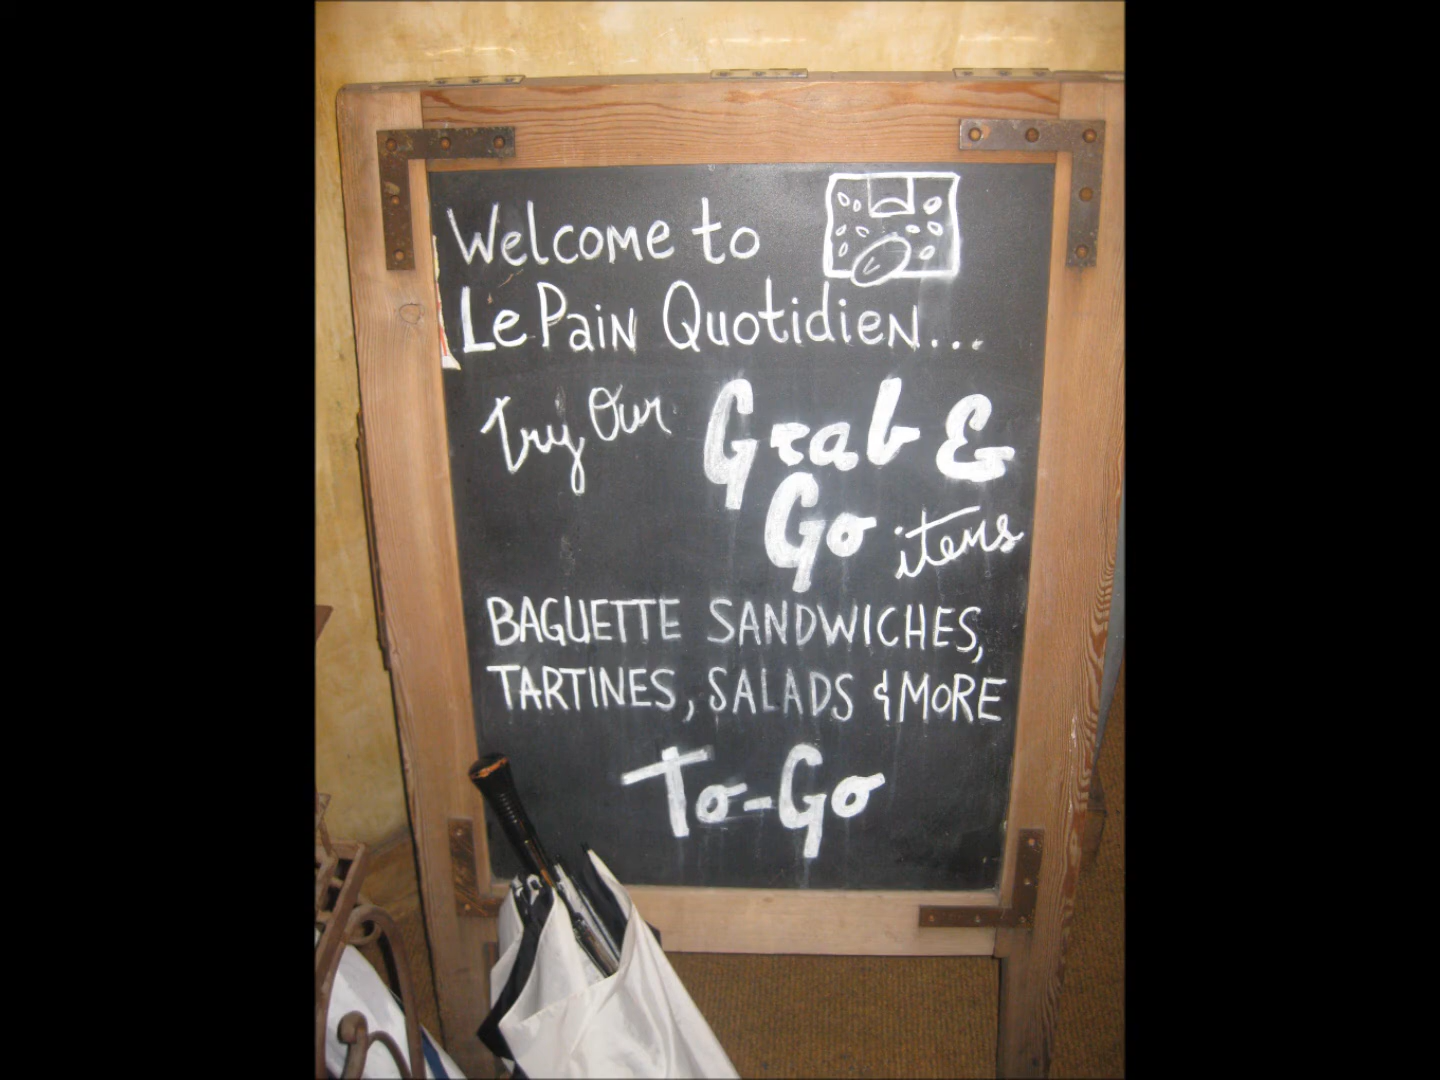 Welcome to
Le Pain Quotidien...
Try Our Grab &
Go items
BAGUETTE SANDWICHES,
TARTINES, SALADS & MORE
To-Go